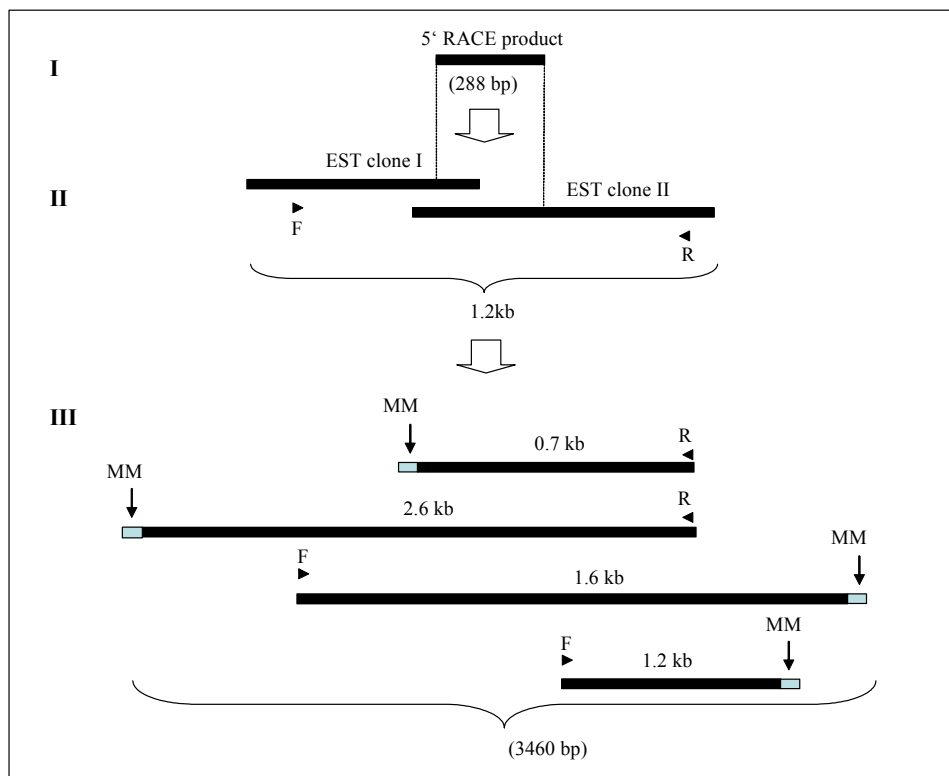 5‘ RACE product
I
(288 bp)
EST clone I
II
EST clone II
F
R
1.2kb
III
MM
0.7 kb
R
MM
2.6 kb
R
MM
F
1.6 kb
MM
F
1.2 kb
(3460 bp)